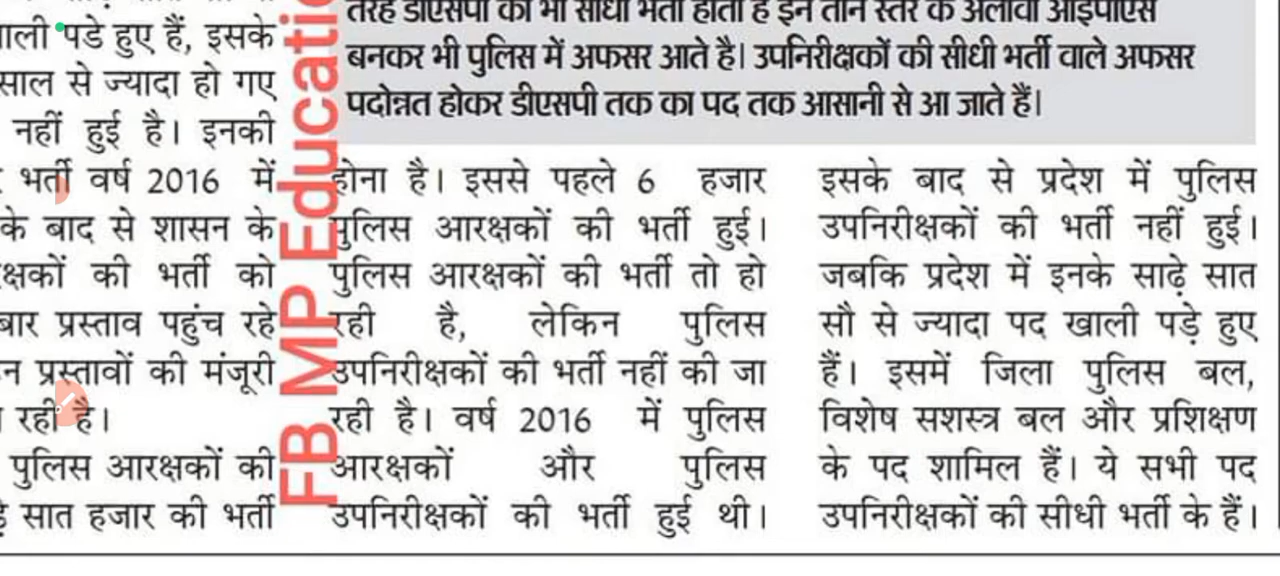 ाली पडे हुए हैं, इसके
साल से ज्यादा हो गए
नहीं हुई है। इनकी
भर्ती वर्ष 2016 में
के बाद से शासन के
क्षकों की भर्ती को
बार प्रस्ताव पहुंच रहे
न प्रस्तावों की मंजूरी
रही है।
पुलिस आरक्षकों की
सात हजार की भर्ती
FB MP Educati
तरह डीएसपी की भी सीधी भर्ती होती है इन तीन स्तर के अलावा आईपीएस
बनकर भी पुलिस में अफसर आते है। उपनिरीक्षकों की सीधी भर्ती वाले अफसर
पदोन्नत होकर डीएसपी तक का पद तक आसानी से आ जाते हैं।
होना है। इससे पहले 6 हजार
पुलिस आरक्षकों की भर्ती हुई।
पुलिस आरक्षकों की भर्ती तो हो
रही है, लेकिन पुलिस
उपनिरीक्षकों की भर्ती नहीं की जा
रही है। वर्ष 2016 में पुलिस
आरक्षकों और पुलिस
उपनिरीक्षकों की भर्ती हुई थी।
इसके बाद से प्रदेश में पुलिस
उपनिरीक्षकों की भर्ती नहीं हुई।
जबकि प्रदेश में इनके साढ़े सात
सौ से ज्यादा पद खाली पड़े हुए
हैं। इसमें जिला पुलिस बल,
विशेष सशस्त्र बल और प्रशिक्षण
के पद शामिल हैं। ये सभी पद
उपनिरीक्षकों की सीधी भर्ती के हैं।